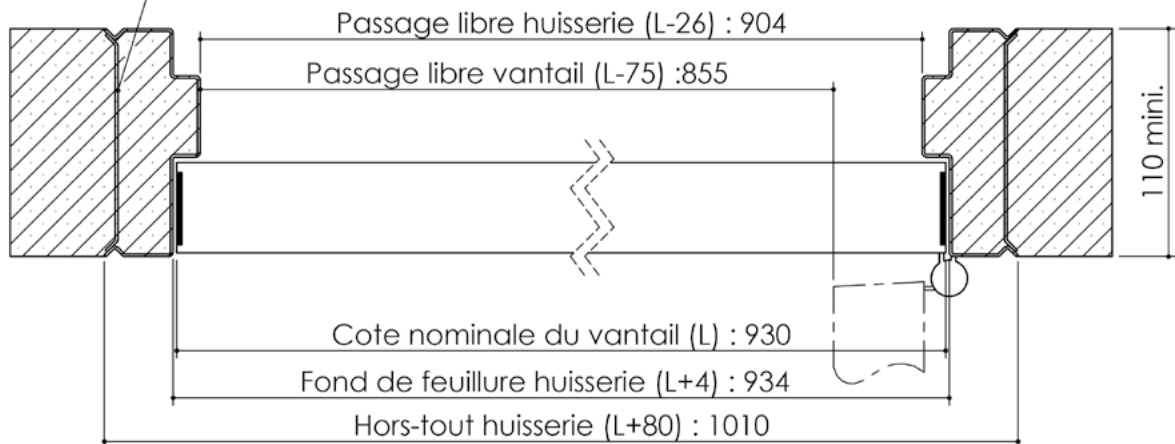 Passage libre huisserie (L-26) : 904
Passage libre vantail (L-75) :855
110 mini.
Cote nominale du vantail (L) : 930
Fond de feuillure huisserie (L+4) : 934
Hors-tout huisserie (L+80) : 1010